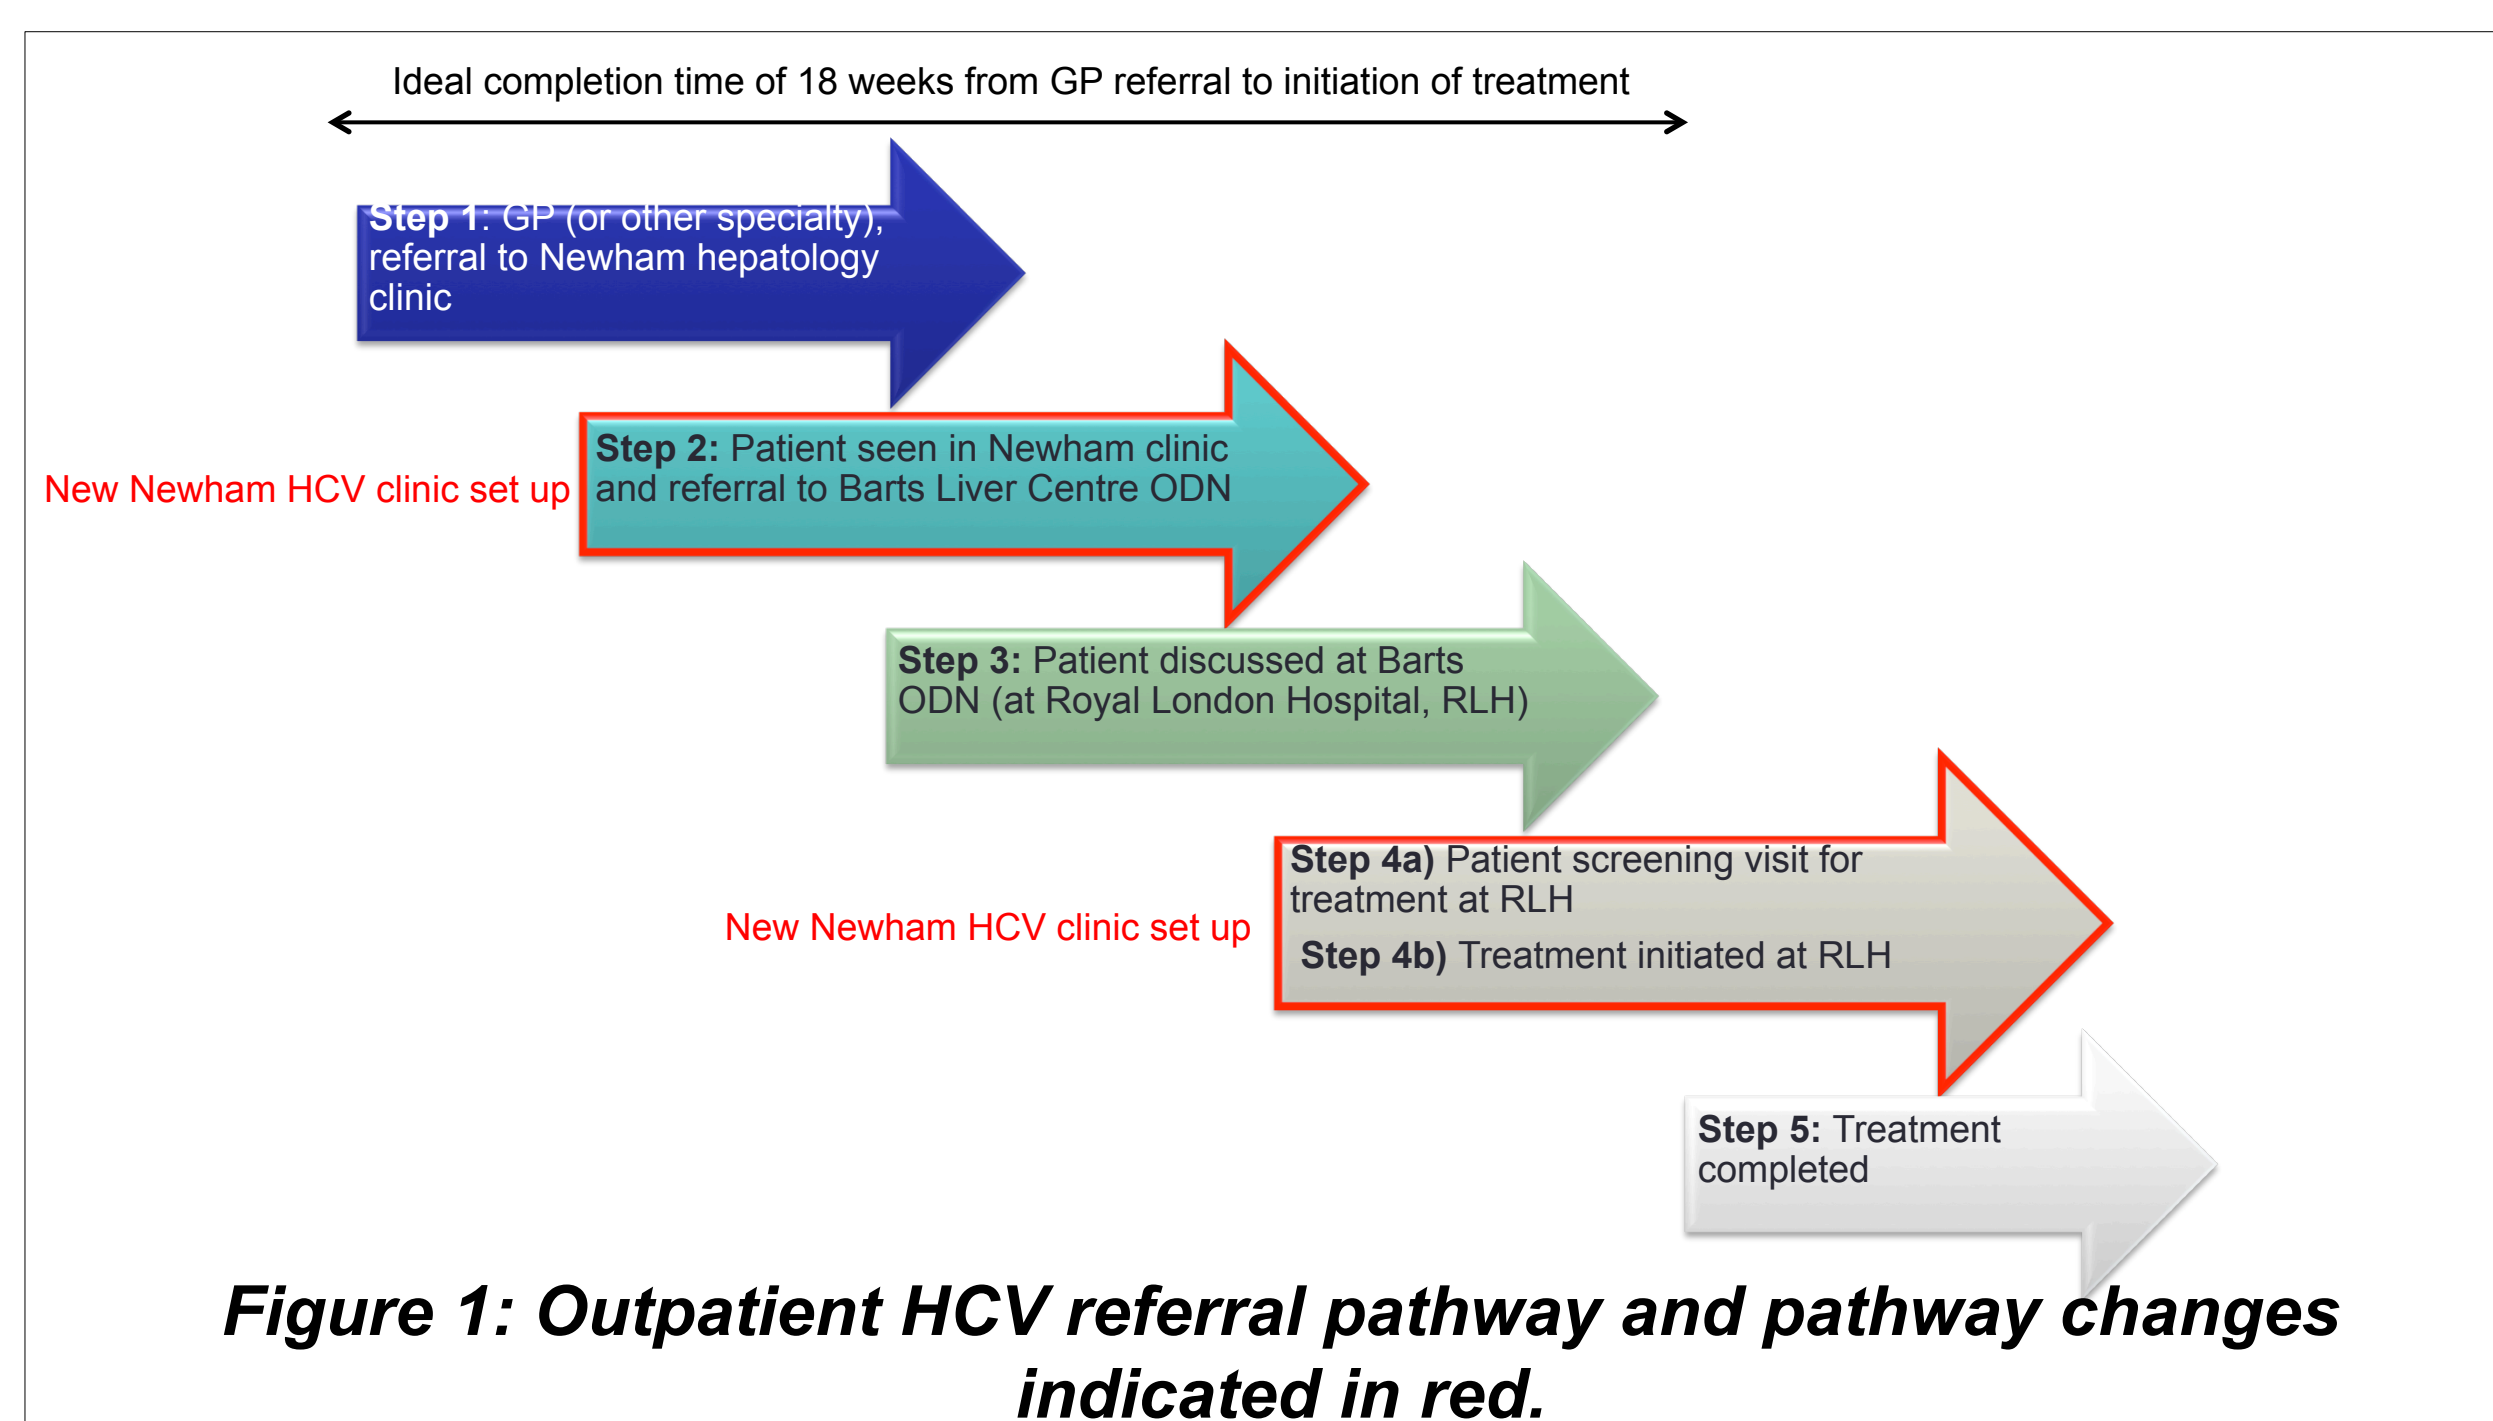 Ideal completion time of 18 weeks from GP referral to initiation of treatment
Step 1: GP (or other specialty),
referral to Newham hepatology
clinic
New Newham HCV clinic set up
Step 2: Patient seen in Newham clinic
and referral to Barts Liver Centre ODN
Step 3: Patient discussed at Barts
ODN (at Royal London Hospital, RLH)
New Newham HCV clinic set up
Step 4a) Patient screening visit for
treatment at RLH
Step 4b) Treatment initiated at RLH
Step 5: Treatment
completed
Figure 1: Outpatient HCV referral pathway and pathway changes
indicated in red.